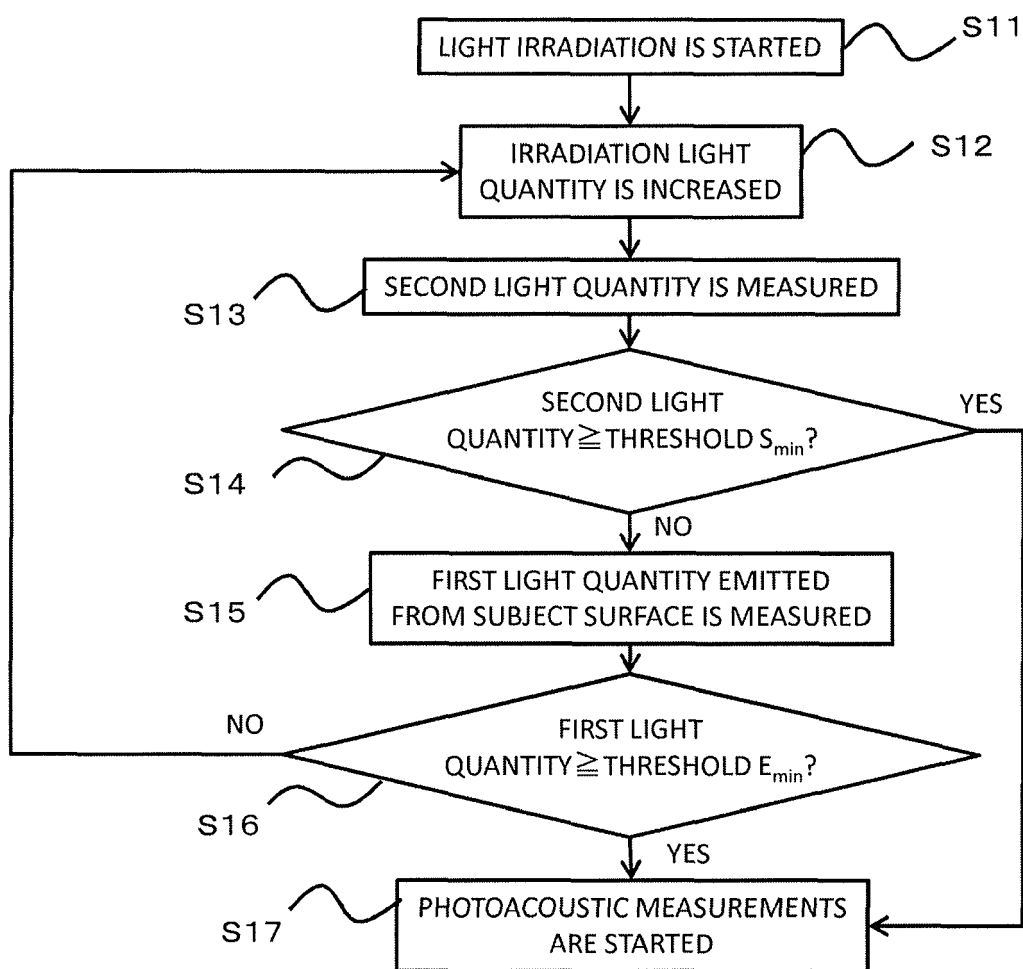 LIGHT IRRADIATION IS STARTED
S11
IRRADIATION LIGHT
QUANTITY IS INCREASED
S12
SECOND LIGHT QUANTITY IS MEASURED
S13
SECOND LIGHT
QUANTITY≧THRESHOLD Smin?
YES
S14
NO
FIRST LIGHT QUANTITY EMITTED
FROM SUBJECT SURFACE IS MEASURED
S15
NO
FIRST LIGHT
QUANTITY≧THRESHOLD Emin?
S16
YES
PHOTOACOUSTIC MEASUREMENTS
ARE STARTED
S17